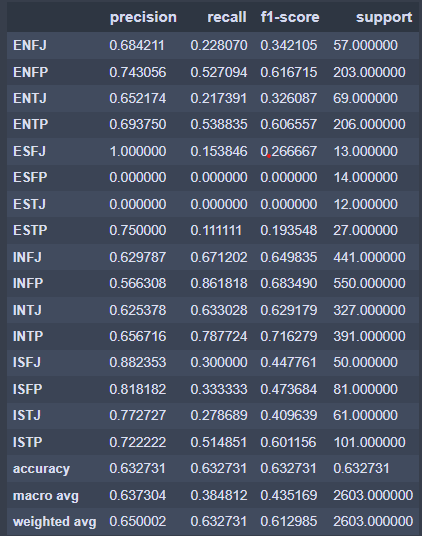 precision recall f1-score support
ENFJ 0.684211 0.228070 0.342105 57.000000
ENFP 0.743056 0.527094 0.616715 203.000000
ENTJ 0.652174 0.217391 0.326087 69.000000
ENTP 0.693750 0.538835 0.606557 206.000000
ESFJ 1.000000 0.153846 0.266667 13.000000
ESFP 0.000000 0.000000 0.000000 14.000000
ESTJ 0.000000 0.000000 0.000000 12.000000
ESTP 0.750000 0.111111 0.193548 27.000000
INFJ 0.629787 0.671202 0.649835 441.000000
INFP 0.566308 0.861818 0.683490 550.000000
INTJ 0.625378 0.633028 0.629179 327.000000
INTP 0.656716 0.787724 0.716279 391.000000
ISFJ 0.882353 0.300000 0.447761 50.000000
ISFP 0.818182 0.333333 0.473684 81.000000
ISTJ 0.772727 0.278689 0.409639 61.000000
ISTP 0.722222 0.514851 0.601156 101.000000
accuracy 0.632731 0.632731 0.632731 0.632731
macro avg 0.637304 0.384812 0.435169 2603.000000
weighted avg 0.650002 0.632731 0.612985 2603.000000